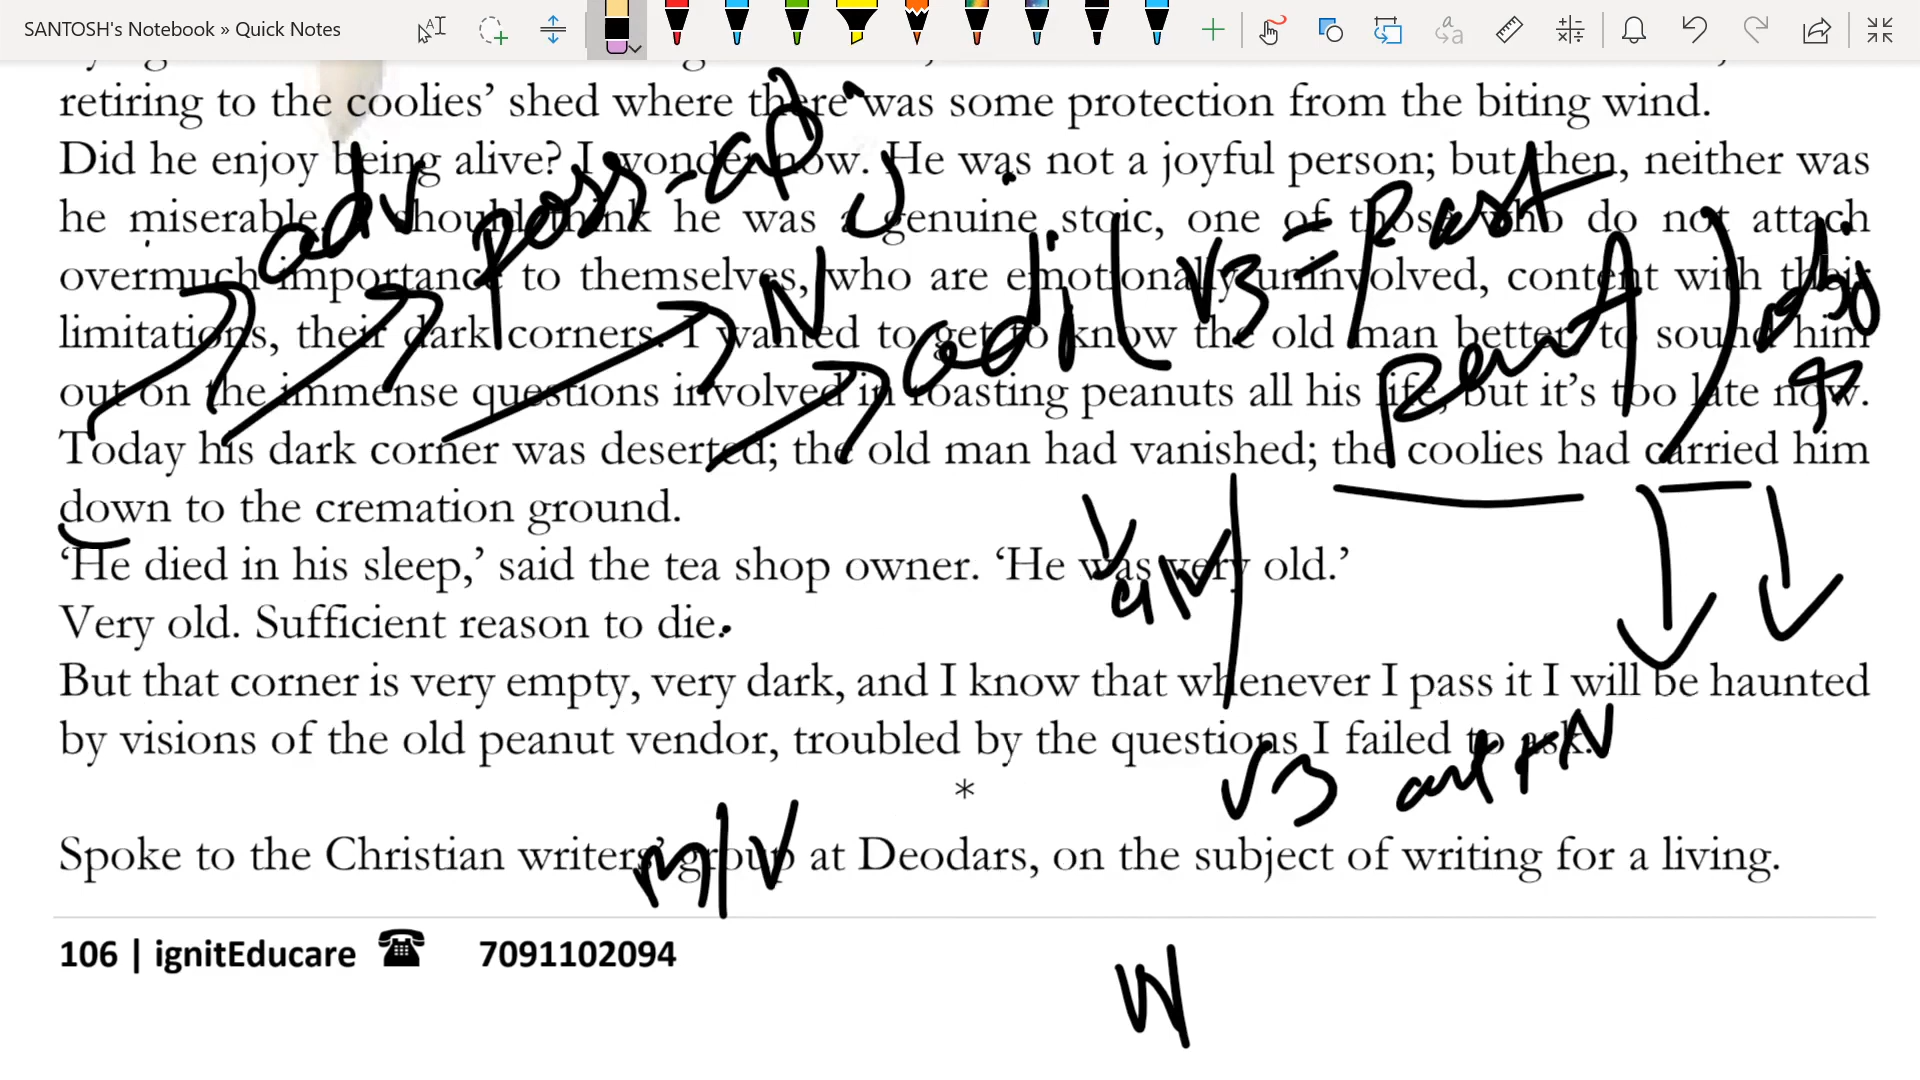 SANTOSH's Notebook » Quick Notes
retiring to the coolies’ shed where there was some protection from the biting wind.
Did he enjoy being alive? I wonder now. He was not a joyful person; but then, neither was
he miserable. I should think he was a genuine stoic, one of those who do not attach
overmuch importance to themselves, who are emotionally uninvolved, content with their
limitations, their dark corners. I wanted to get to know the old man better, to sound him
out on the immense questions involved in roasting peanuts all his life, but it’s too late now.
Today his dark corner was deserted; the old man had vanished; the coolies had carried him
down to the cremation ground.
‘He died in his sleep,’ said the tea shop owner. ‘He was very old.’
Very old. Sufficient reason to die.
But that corner is very empty, very dark, and I know that whenever I pass it I will be haunted
by visions of the old peanut vendor, troubled by the questions I failed to ask.
*
Spoke to the Christian writers’ group at Deodars, on the subject of writing for a living.
106 | ignitEducare 7091102094
adv
poss-adj
N
adj (V3 = past
part)
V3
art + N
M/V